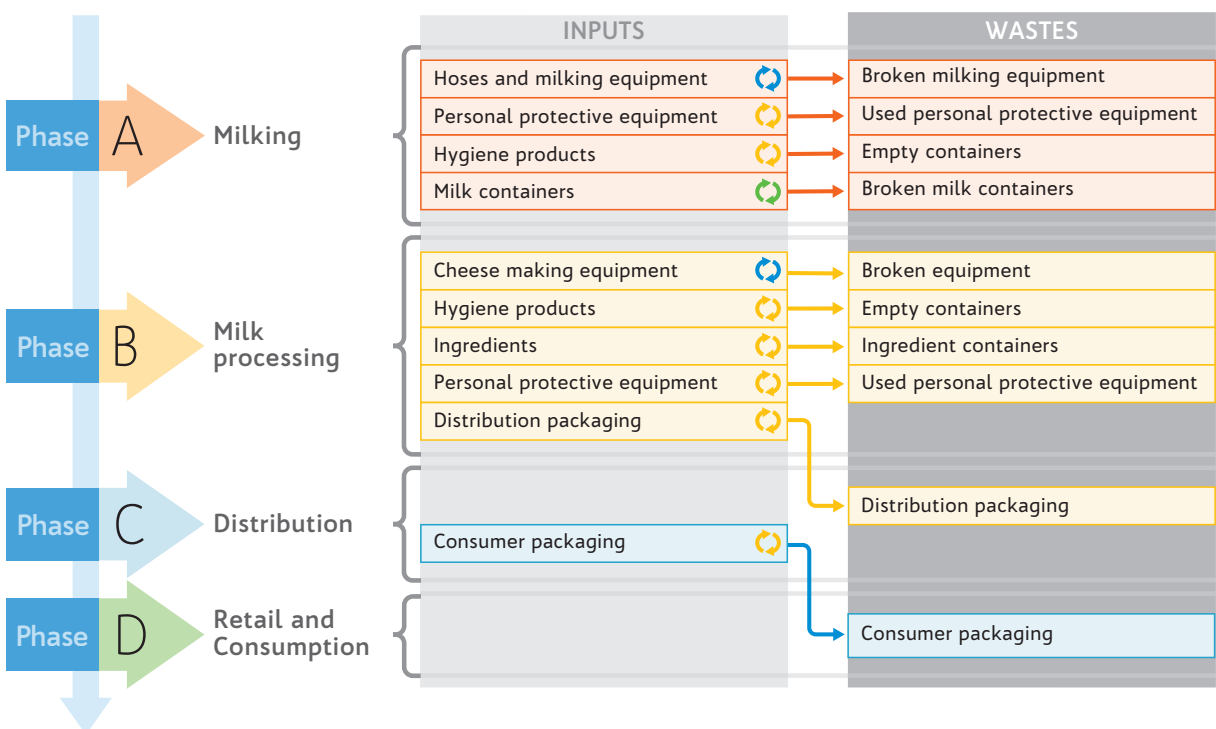 INPUTS
WASTES
Phase A
Milking
Hoses and milking equipment
Broken milking equipment
Personal protective equipment
Used personal protective equipment
Hygiene products
Empty containers
Milk containers
Broken milk containers
Phase B
Milk
processing
Cheese making equipment
Broken equipment
Hygiene products
Empty containers
Ingredients
Ingredient containers
Personal protective equipment
Used personal protective equipment
Distribution packaging
Phase C
Distribution
Distribution packaging
Consumer packaging
Phase D
Retail and
Consumption
Consumer packaging